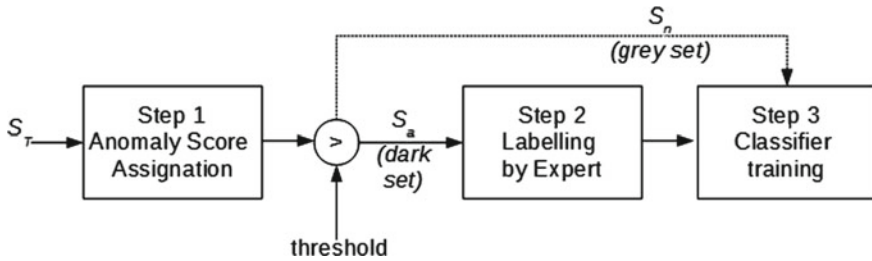 S_n
(grey set)
S_T
Step 1
Anomaly Score
Assignation
>
S_a
(dark
set)
Step 2
Labelling
by Expert
Step 3
Classifier
training
threshold